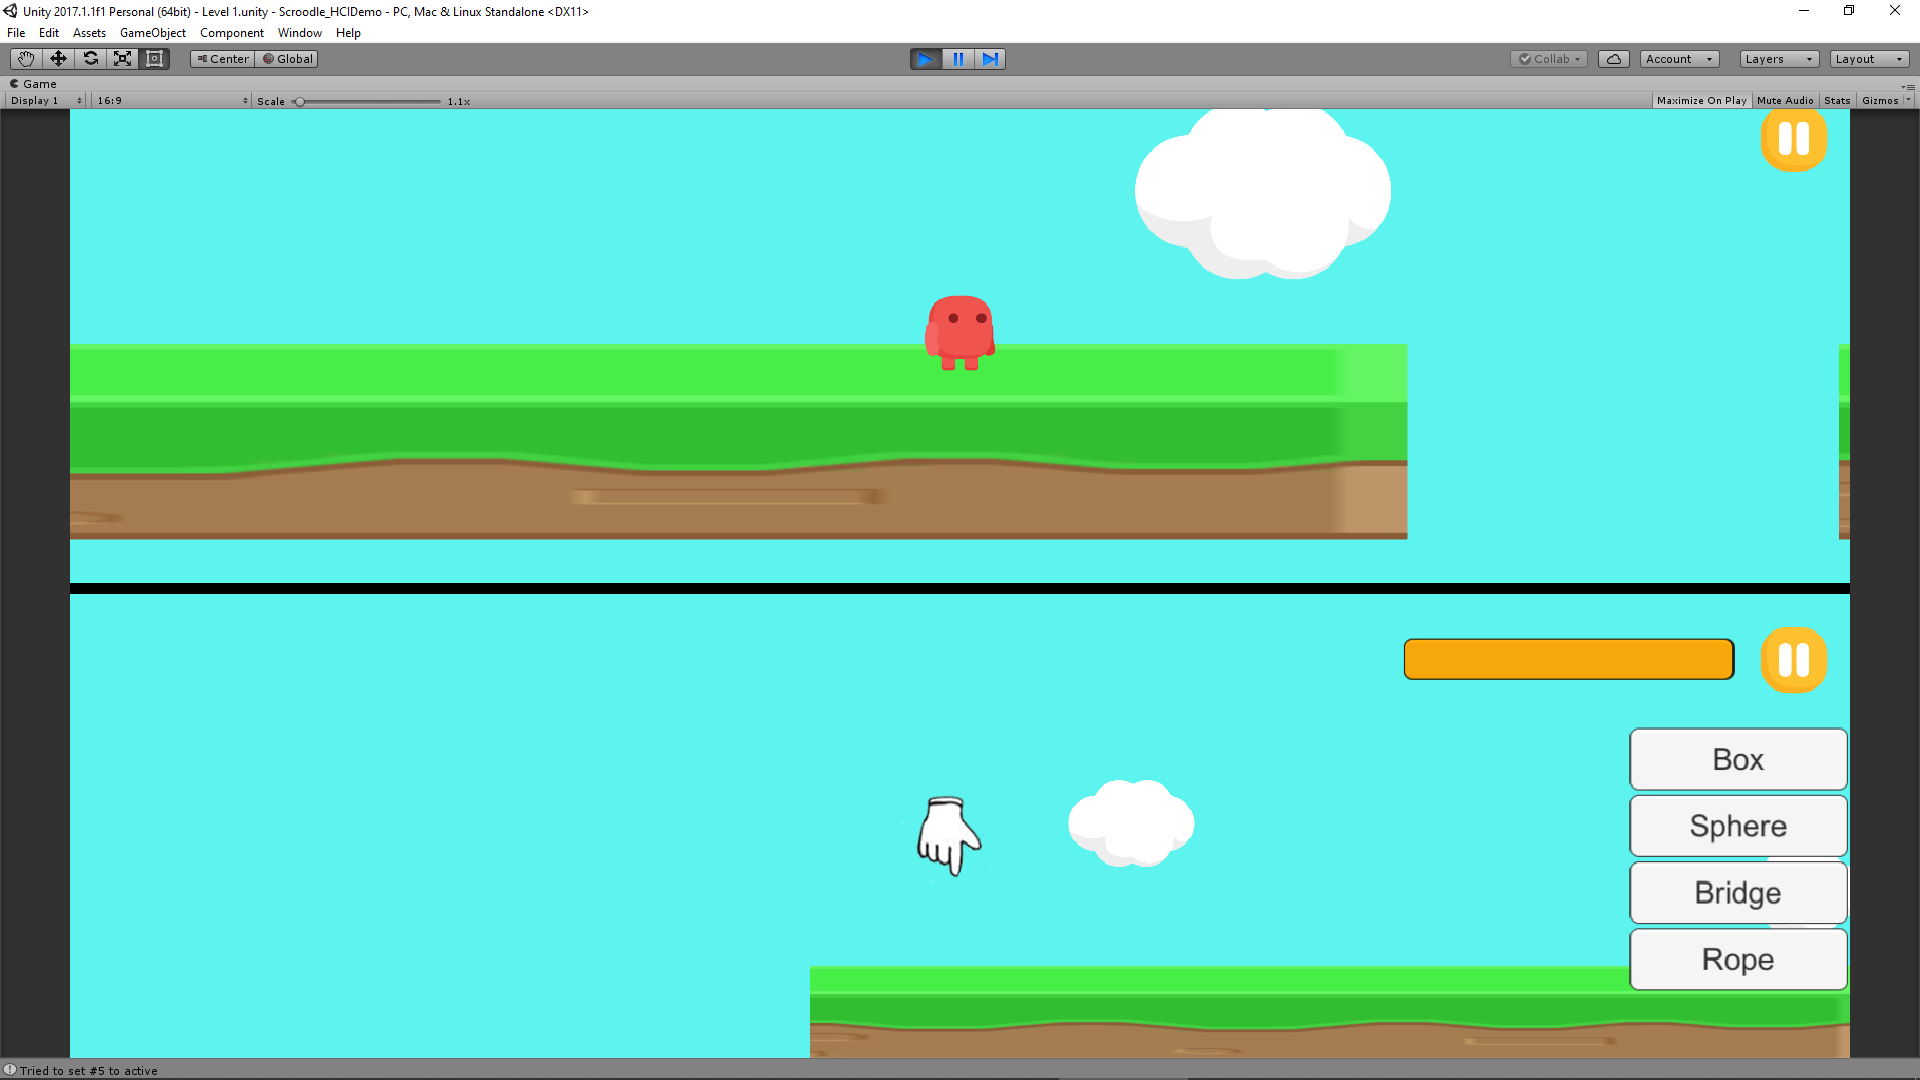 Unity 2017.1.1f1 Personal (64bit) - Level 1.unity - Scroodle_HCIDemo - PC, Mac & Linux Standalone <DX11>
File Edit Assets GameObject Component Window Help
Center Global Collab Account Layers Layout
Game
Display 1 16:9 Scale 1.1x Maximize On Play Mute Audio Stats Gizmos
Box
Sphere
Bridge
Rope
Tried to set #5 to active